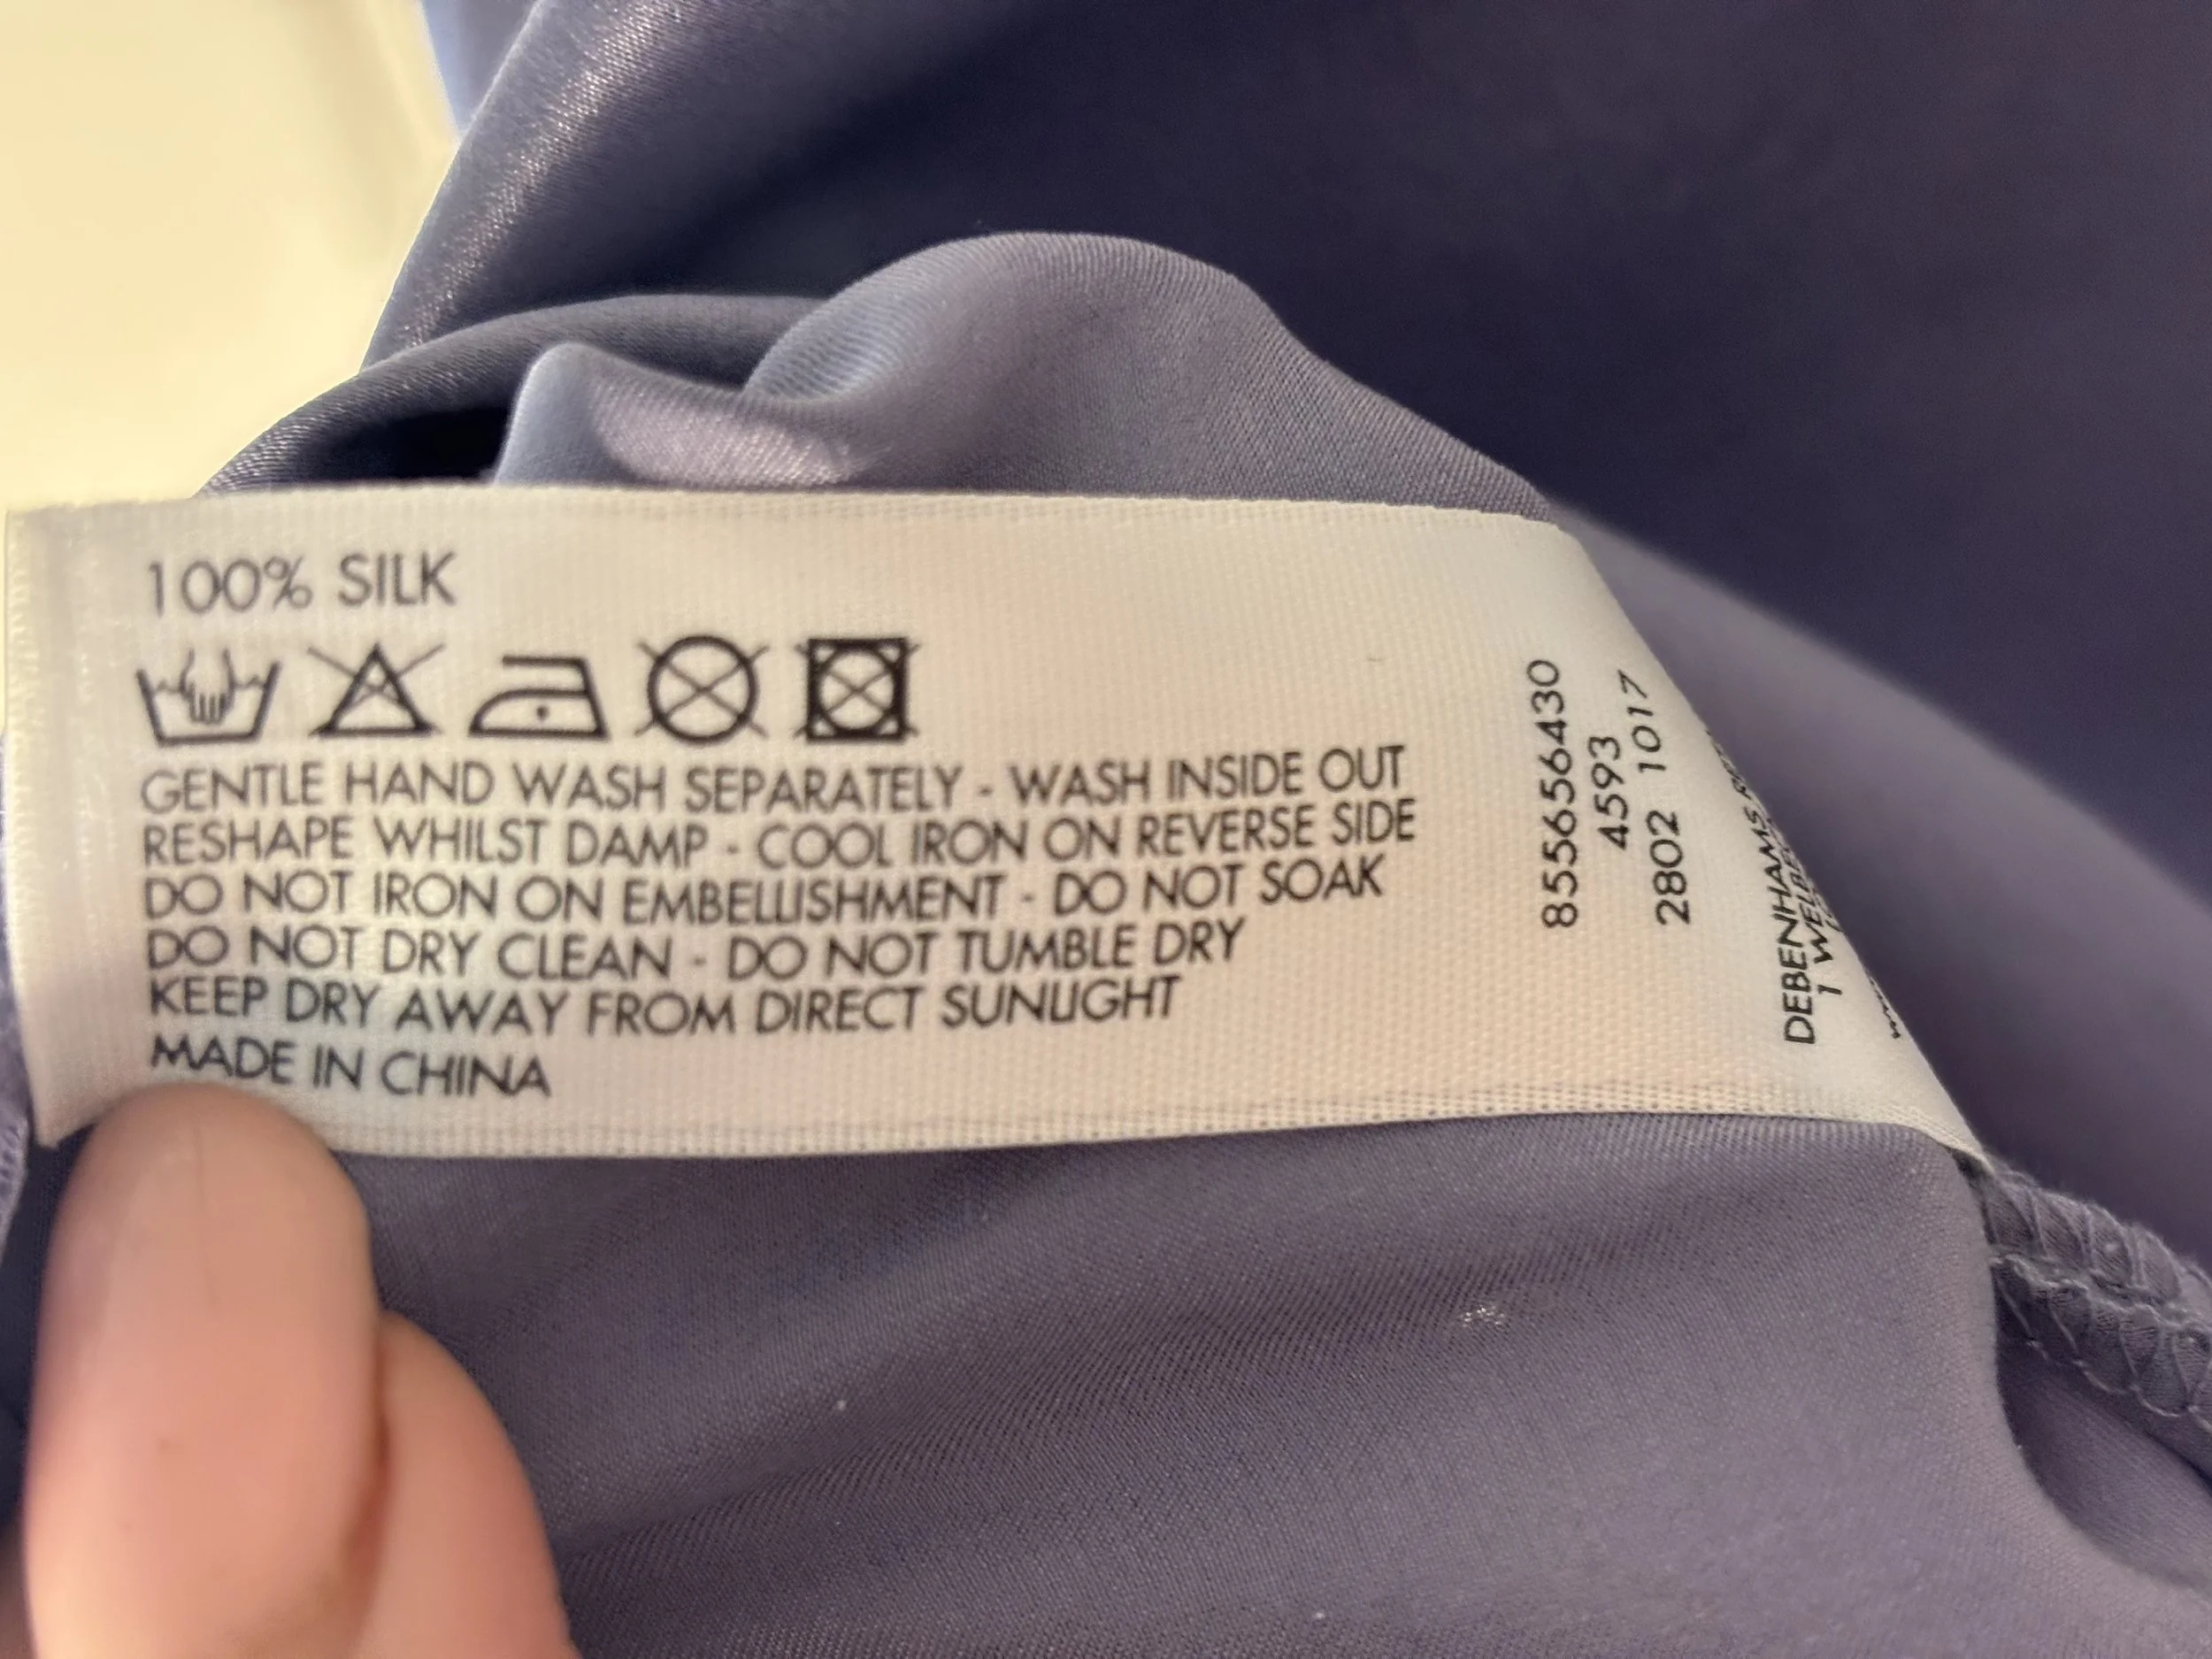 100% SILK
GENTLE HAND WASH SEPARATELY - WASH INSIDE OUT
RESHAPE WHILST DAMP - COOL IRON ON REVERSE SIDE
DO NOT IRON ON EMBELLISHMENT - DO NOT SOAK
DO NOT DRY CLEAN - DO NOT TUMBLE DRY
KEEP DRY AWAY FROM DIRECT SUNLIGHT
MADE IN CHINA
8556556430
4593
2802 1017
DEBENHAMS
1